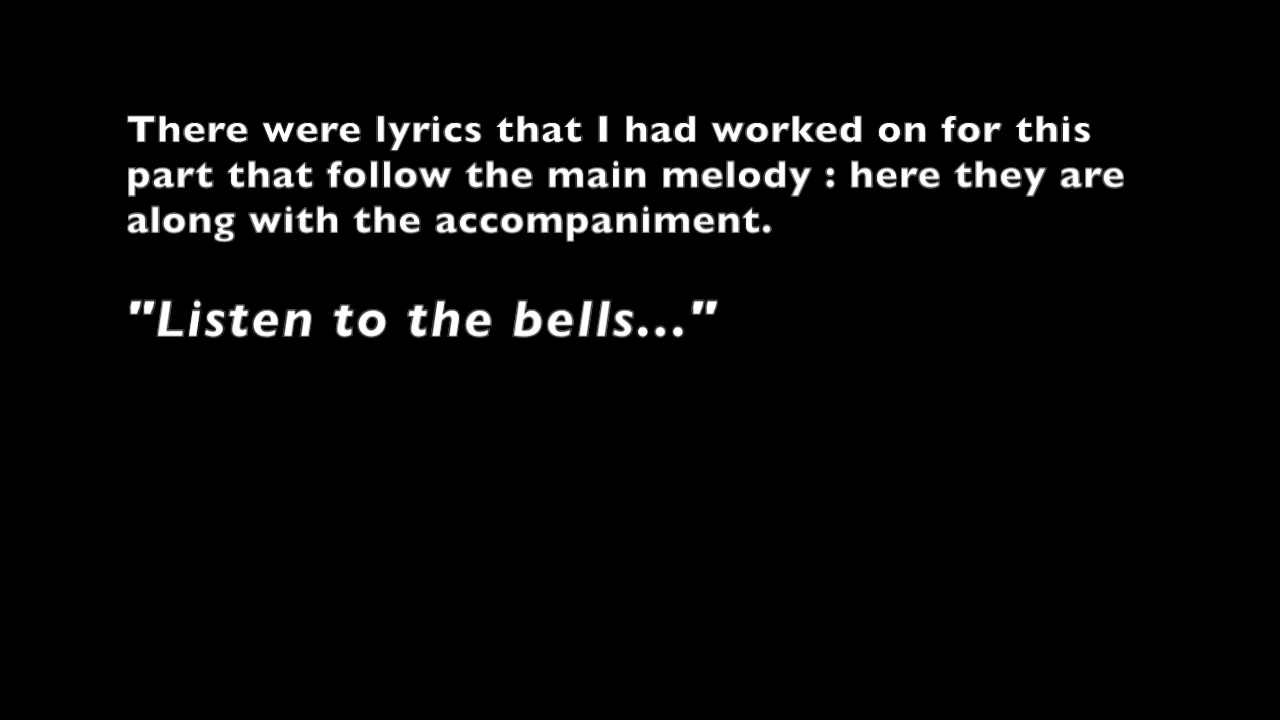 There were lyrics that I had worked on for this
part that follow the main melody : here they are
along with the accompaniment.
"Listen to the bells..."